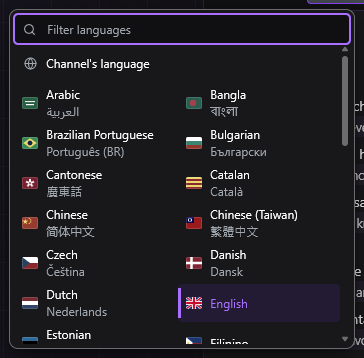 Filter languages
Channel's language
Arabic
العربية
Bangla
বাংলা
Brazilian Portuguese
Português (BR)
Bulgarian
Български
Cantonese
廣東話
Catalan
Català
Chinese
简体中文
Chinese (Taiwan)
繁體中文
Czech
Čeština
Danish
Dansk
Dutch
Nederlands
English
Estonian
Filipino